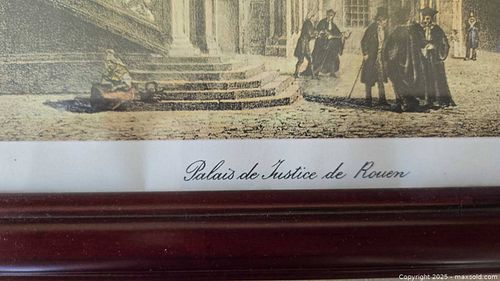 Palais de Justice de Rouen
Copyright © 2025 - maxsold.com